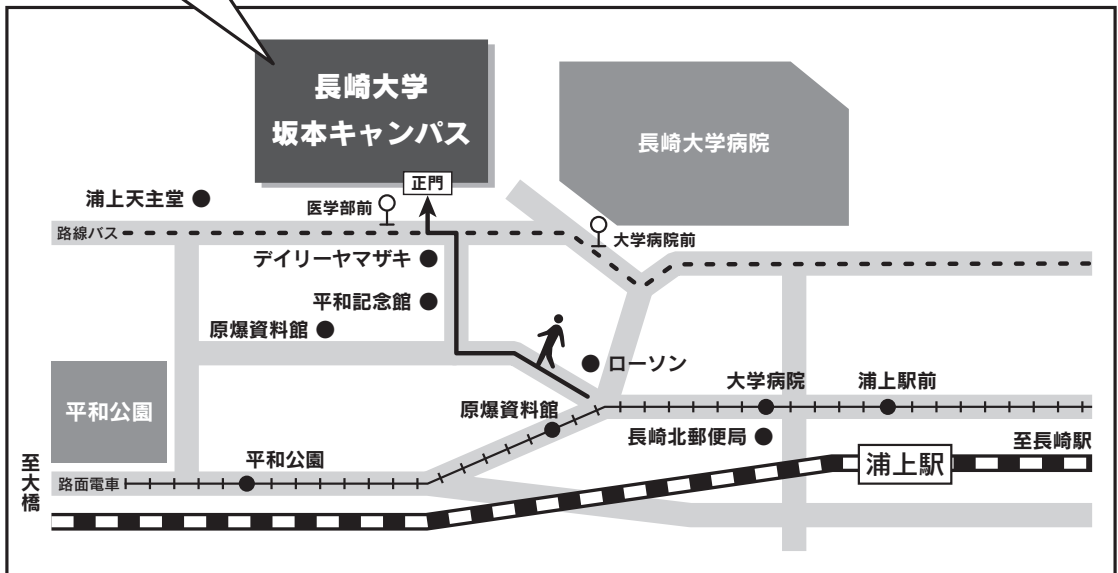 長崎大学
坂本キャンパス
長崎大学病院
正門
浦上天主堂
医学部前
路線バス
大学病院前
デイリーヤマザキ
平和記念館
原爆資料館
ローソン
平和公園
大学病院
浦上駅前
原爆資料館
長崎北郵便局
至長崎駅
浦上駅
平和公園
至大橋
路面電車